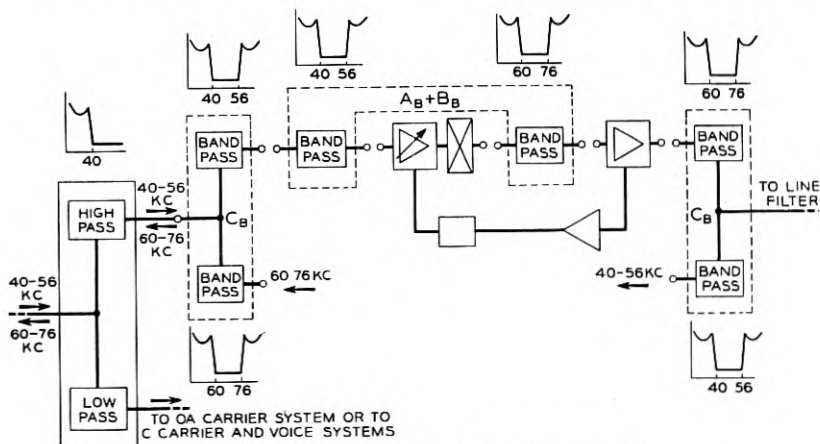 40 56
40 56
60 76
60 76
40
A_B + B_B
BAND PASS
BAND PASS
BAND PASS
BAND PASS
40-56 KC
60-76 KC
HIGH PASS
C_B
C_B
TO LINE FILTER
BAND PASS
60 76 KC
40-56KC
BAND PASS
40-56 KC
60-76 KC
60 76
40 56
LOW PASS
TO OA CARRIER SYSTEM OR TO
C CARRIER AND VOICE SYSTEMS